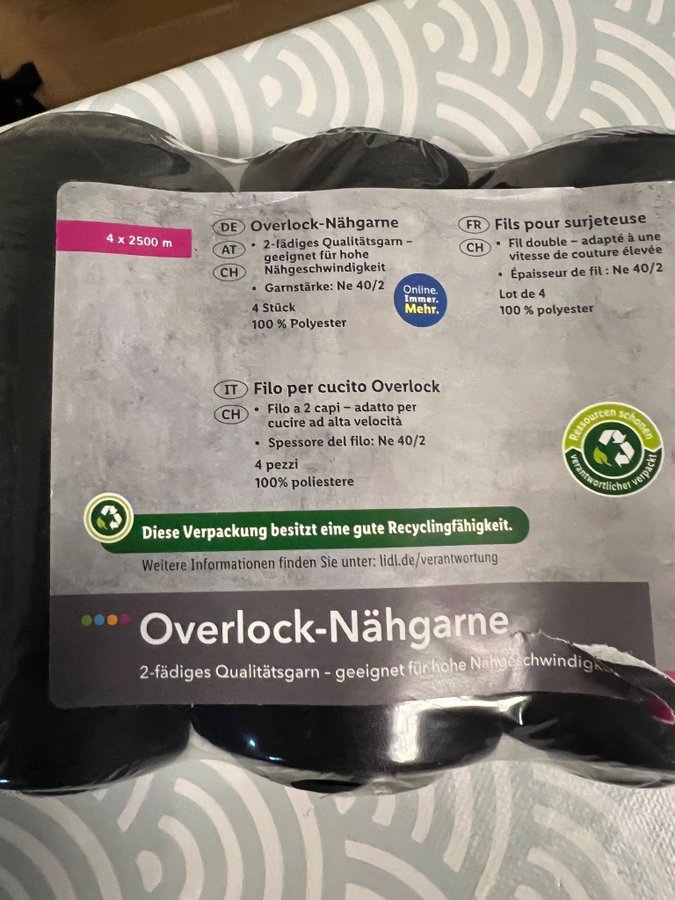 4 x 2500 m
DE Overlock-Nähgarne
AT
CH
• 2-fädiges Qualitätsgarn –
geeignet für hohe
Nähgeschwindigkeit
• Garnstärke: Ne 40/2
4 Stück
100 % Polyester
Online.
Immer.
Mehr.
FR Fils pour surjeteuse
CH
• Fil double – adapté à une
vitesse de couture élevée
• Épaisseur de fil : Ne 40/2
Lot de 4
100 % polyester
IT Filo per cucito Overlock
CH
• Filo a 2 capi – adatto per
cucire ad alta velocità
• Spessore del filo: Ne 40/2
4 pezzi
100% poliestere
Ressourcen schonen
verantwortlicher verpackt
Diese Verpackung besitzt eine gute Recyclingfähigkeit.
Weitere Informationen finden Sie unter: lidl.de/verantwortung
Overlock-Nähgarne
2-fädiges Qualitätsgarn – geeignet für hohe Nähgeschwindigk